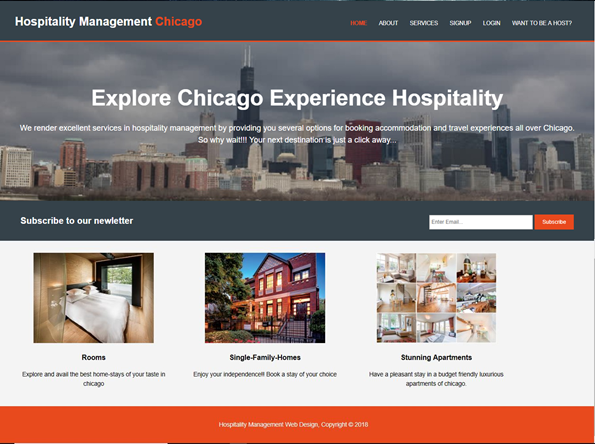 Hospitality Management Chicago
HOME ABOUT SERVICES SIGNUP LOGIN WANT TO BE A HOST?
Explore Chicago Experience Hospitality
We render excellent services in hospitality management by providing you several options for booking accommodation and travel experiences all over Chicago.
So why wait!!! Your next destination is just a click away...
Subscribe to our newletter
Enter Email...
Subscribe
Rooms
Explore and avail the best home-stays of your taste in
chicago
Single-Family-Homes
Enjoy your independence!!! Book a stay of your choice
Stunning Apartments
Have a pleasant stay in a budget friendly luxurious
apartments of chicago.
Hospitality Management Web Design, Copyright © 2018